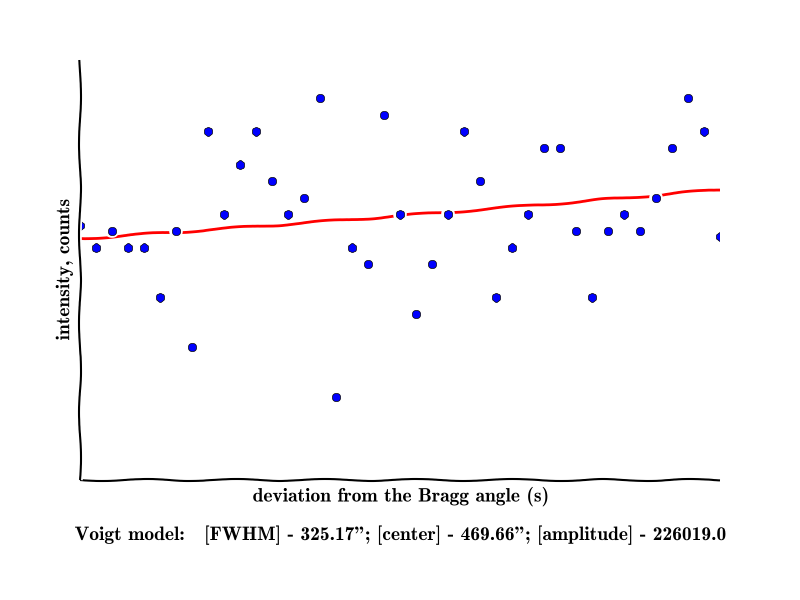 intensity, counts
deviation from the Bragg angle (s)
Voigt model: [FWHM] - 325.17”; [center] - 469.66”; [amplitude] - 226019.0